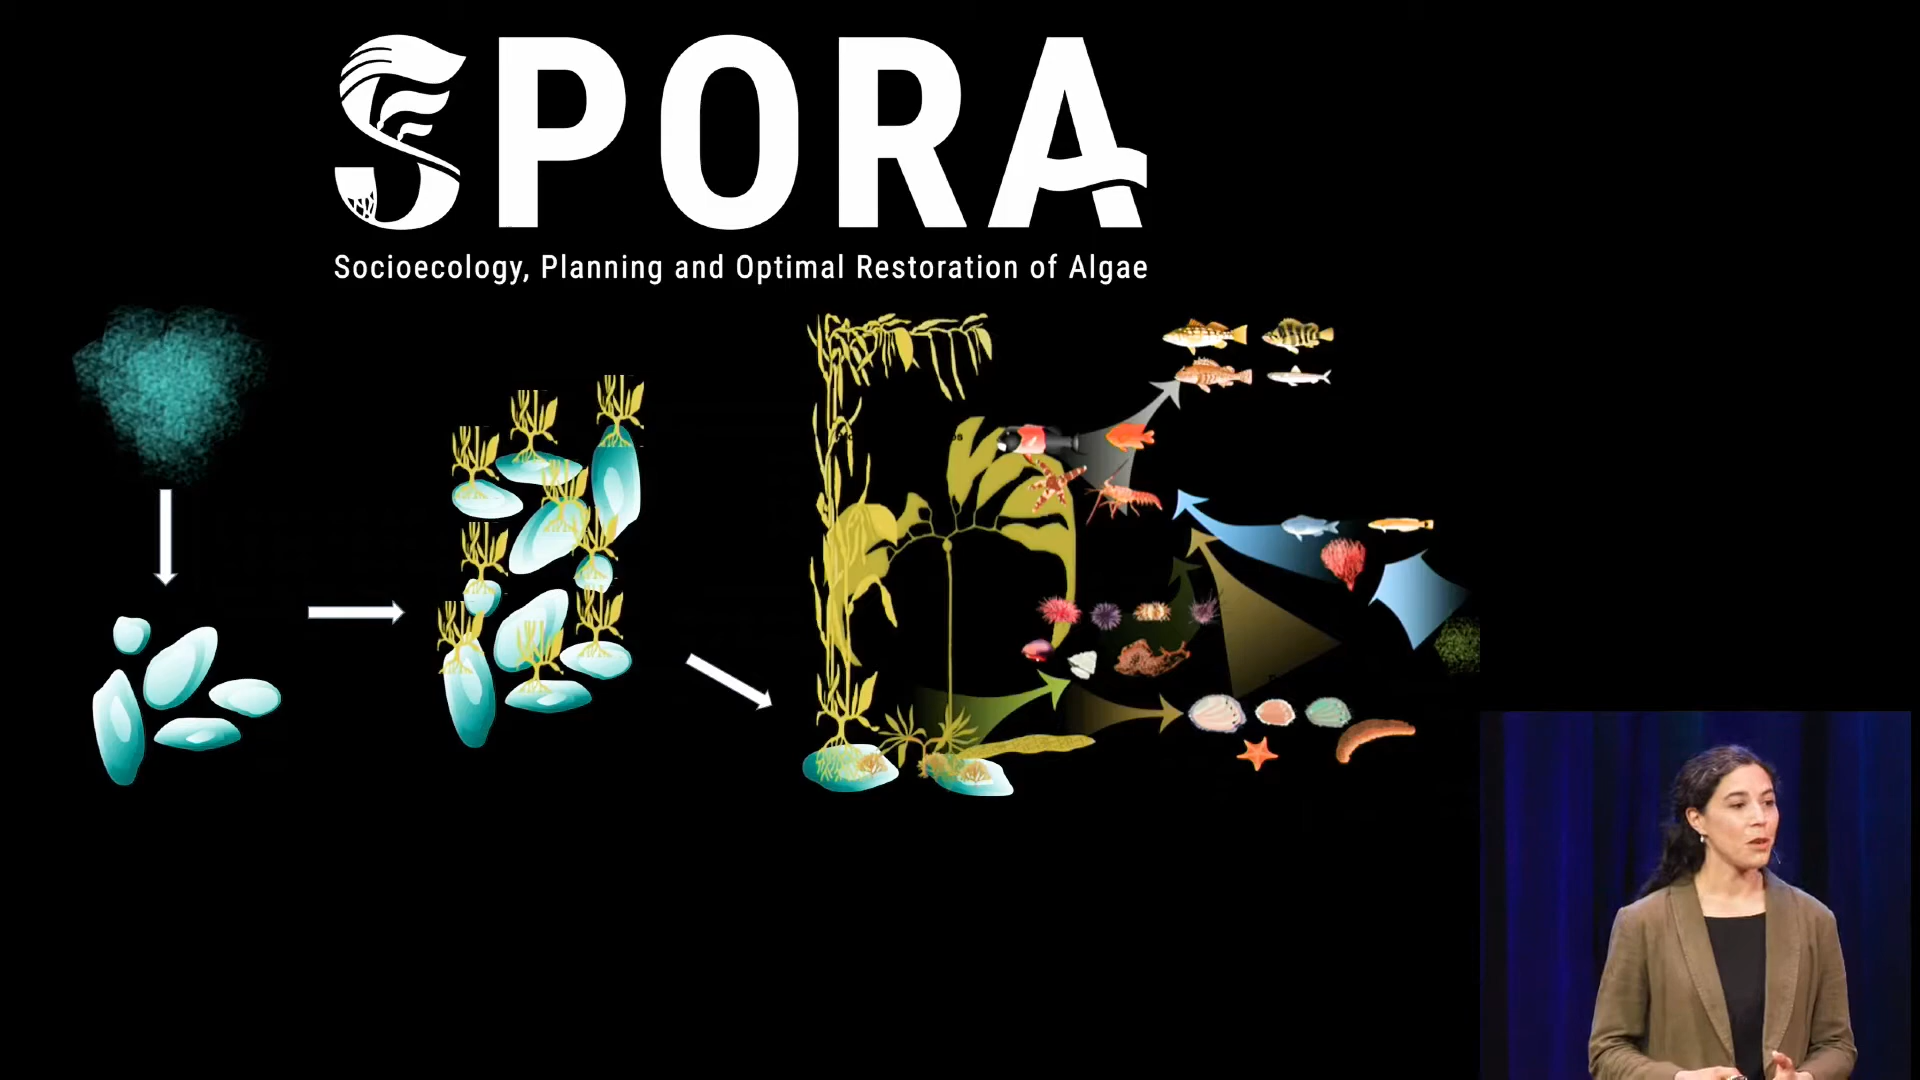 SPORA
Socioecology, Planning and Optimal Restoration of Algae